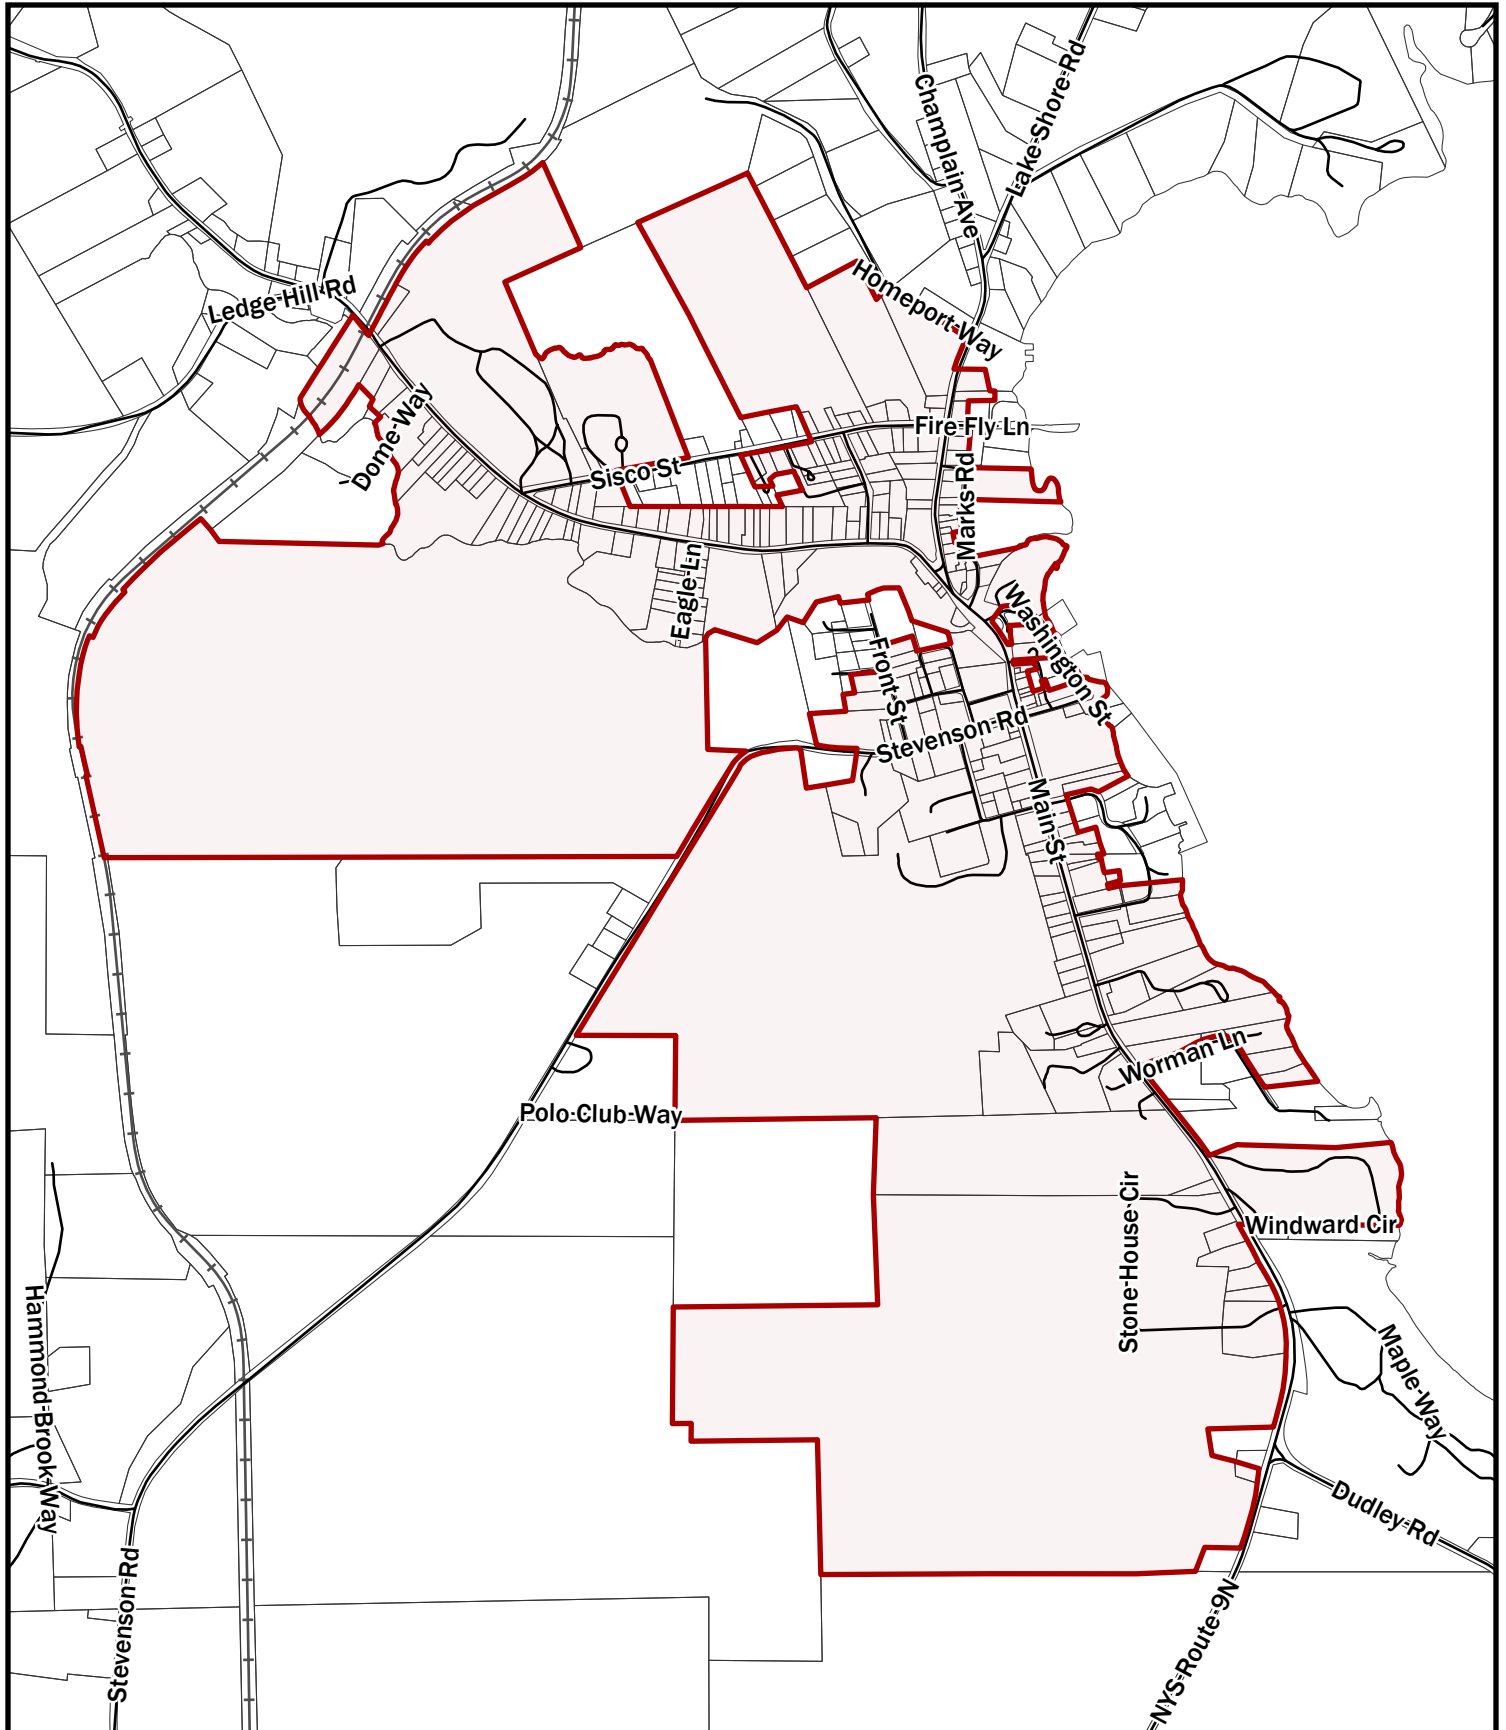 Champlain Ave
Lake Shore Rd
Homeport Way
Ledge Hill Rd
Dome Way
Fire Fly Ln
Sisco St
Marks Rd
Eagle Ln
Washington St
Front St
Stevenson Rd
Main St
Worman Ln
Polo Club Way
Stone House Cir
Windward Cir
Hammond Brook Way
Maple Way
Dudley Rd
Stevenson Rd
NYS Route 9N